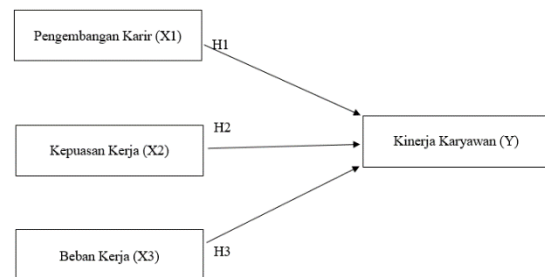 Pengembangan Karir (X1)
H1
H2
Kepuasan Kerja (X2)
Kinerja Karyawan (Y)
Beban Kerja (X3)
H3